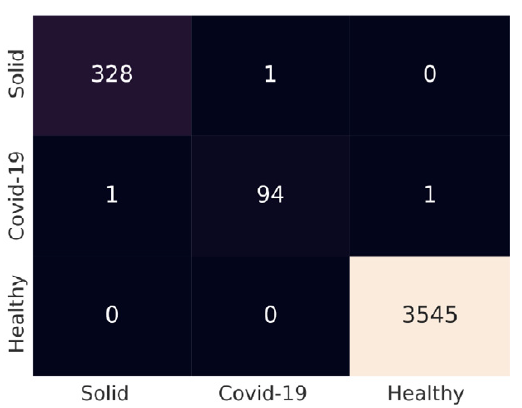 Solid 328 1 0
Covid-19 1 94 1
Healthy 0 0 3545
Solid Covid-19 Healthy